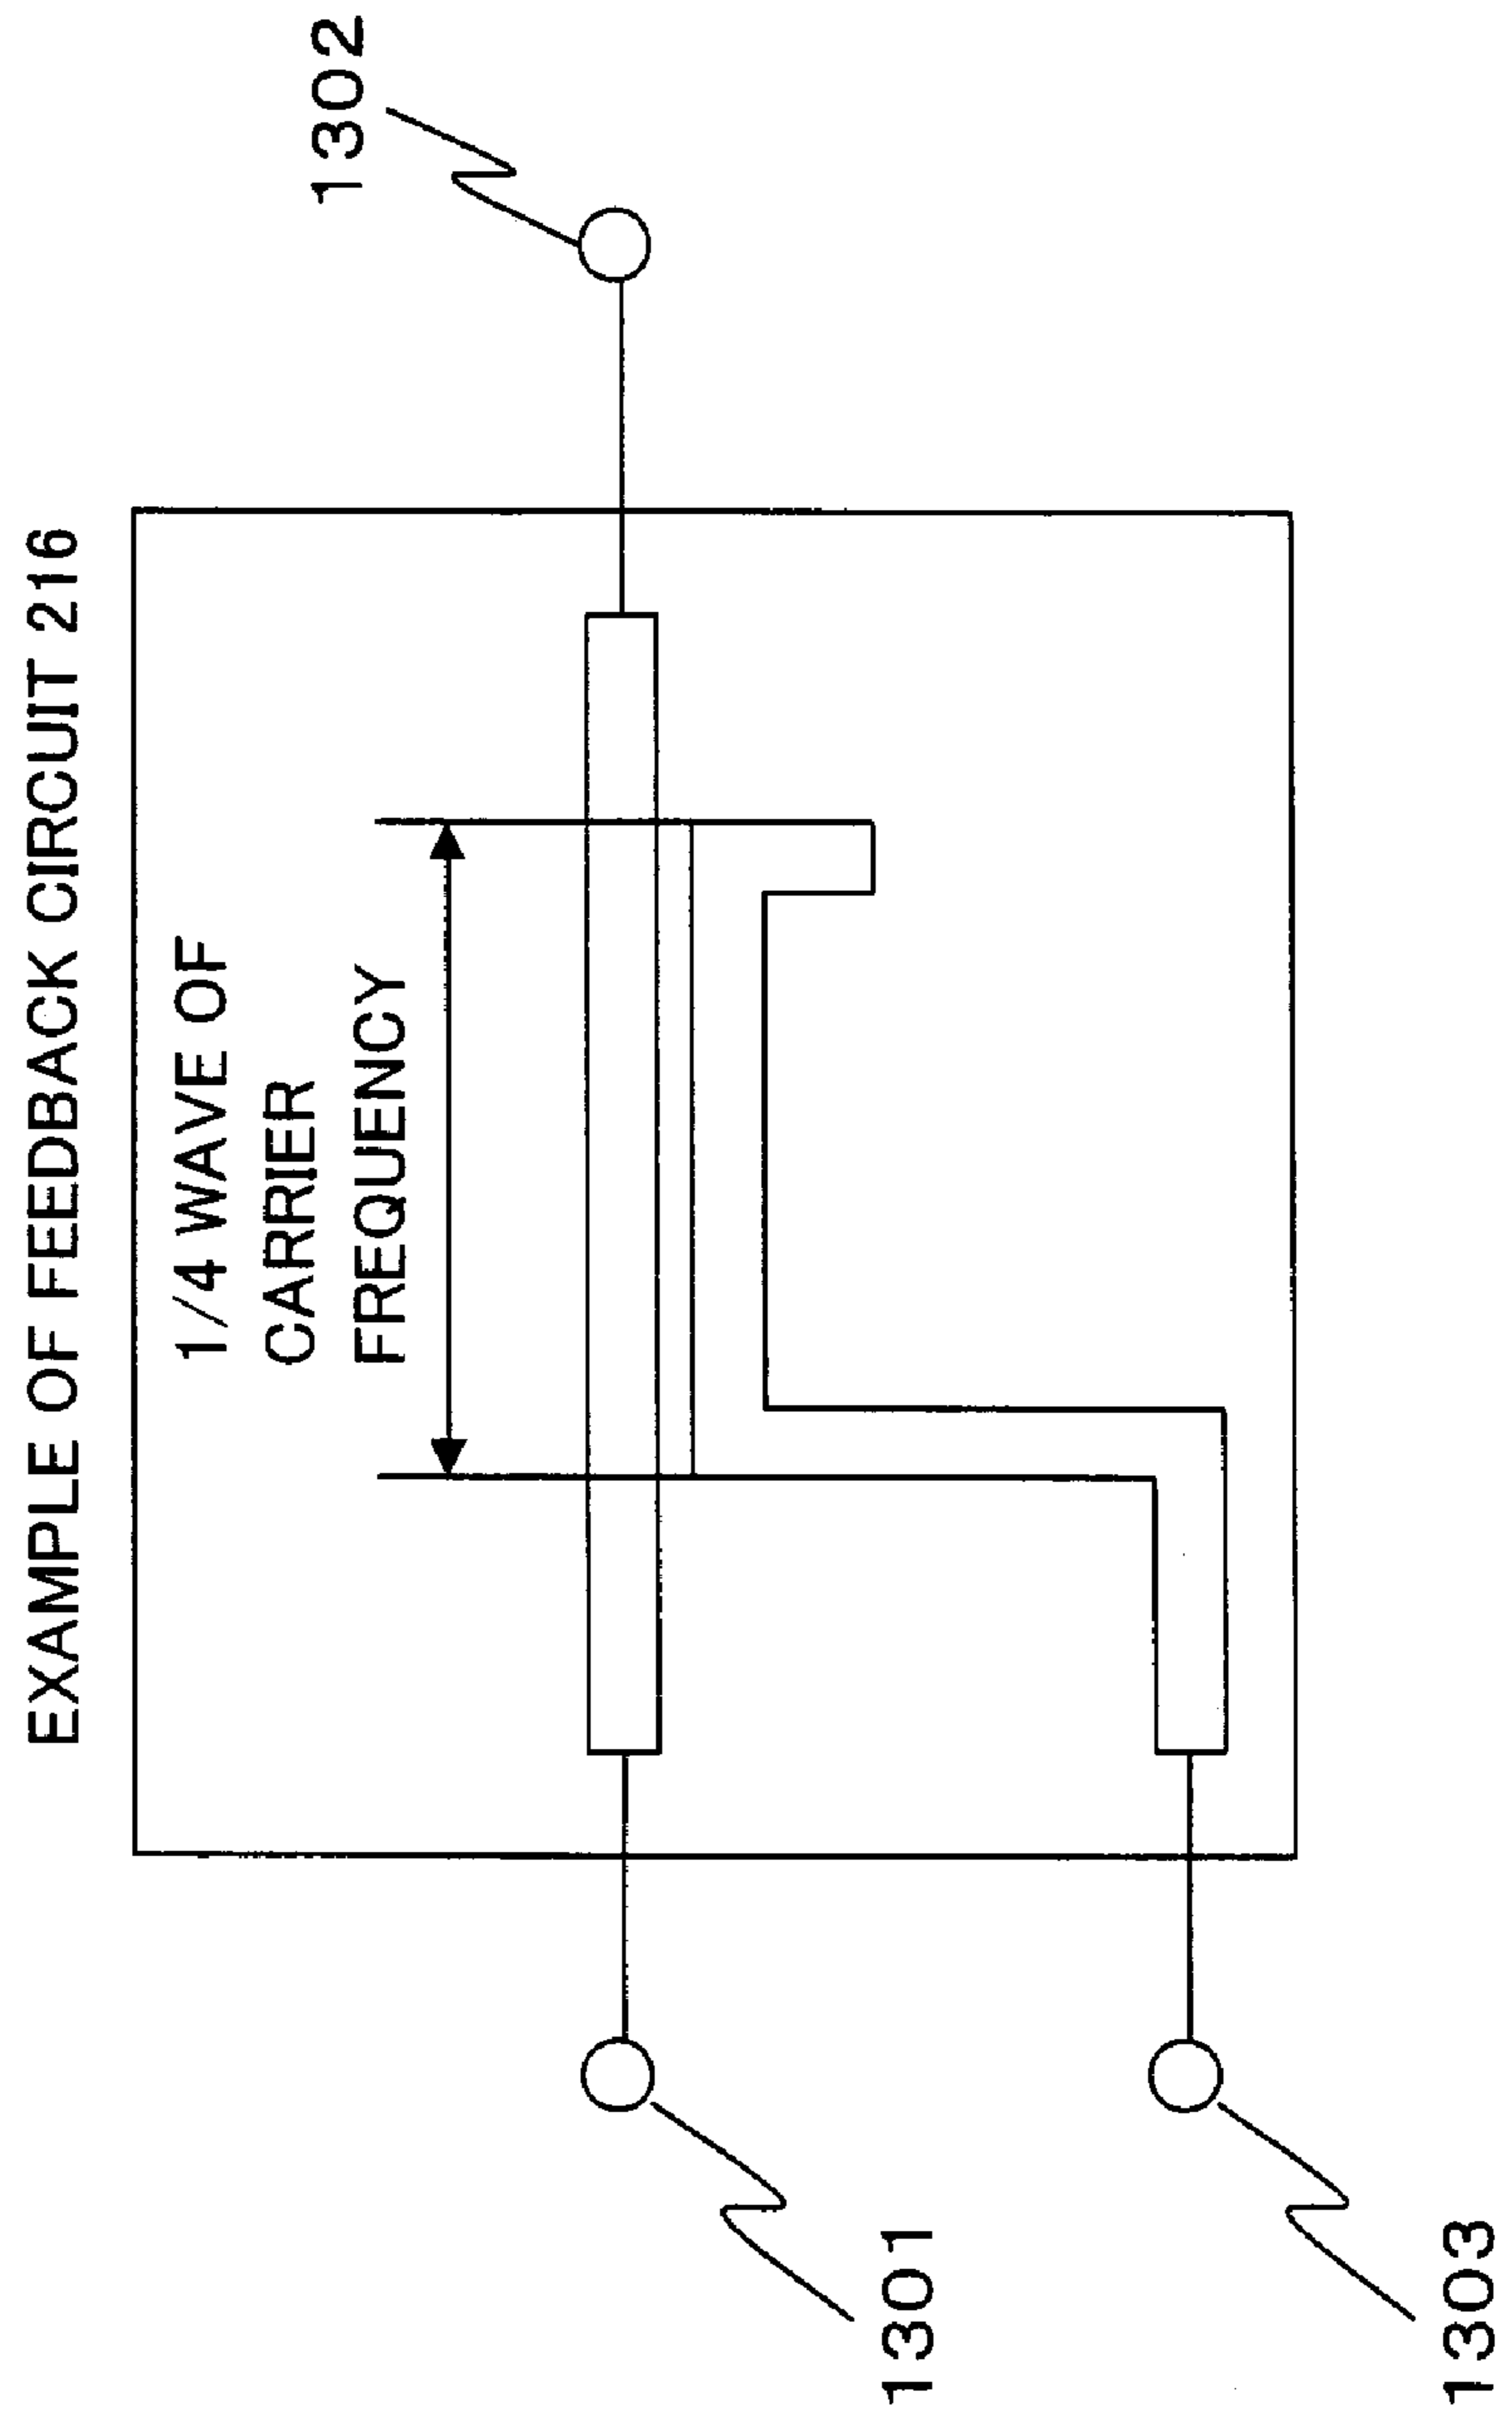 EXAMPLE OF FEEDBACK CIRCUIT 216
1/4 WAVE OF
CARRIER
FREQUENCY
1302
1301
1303